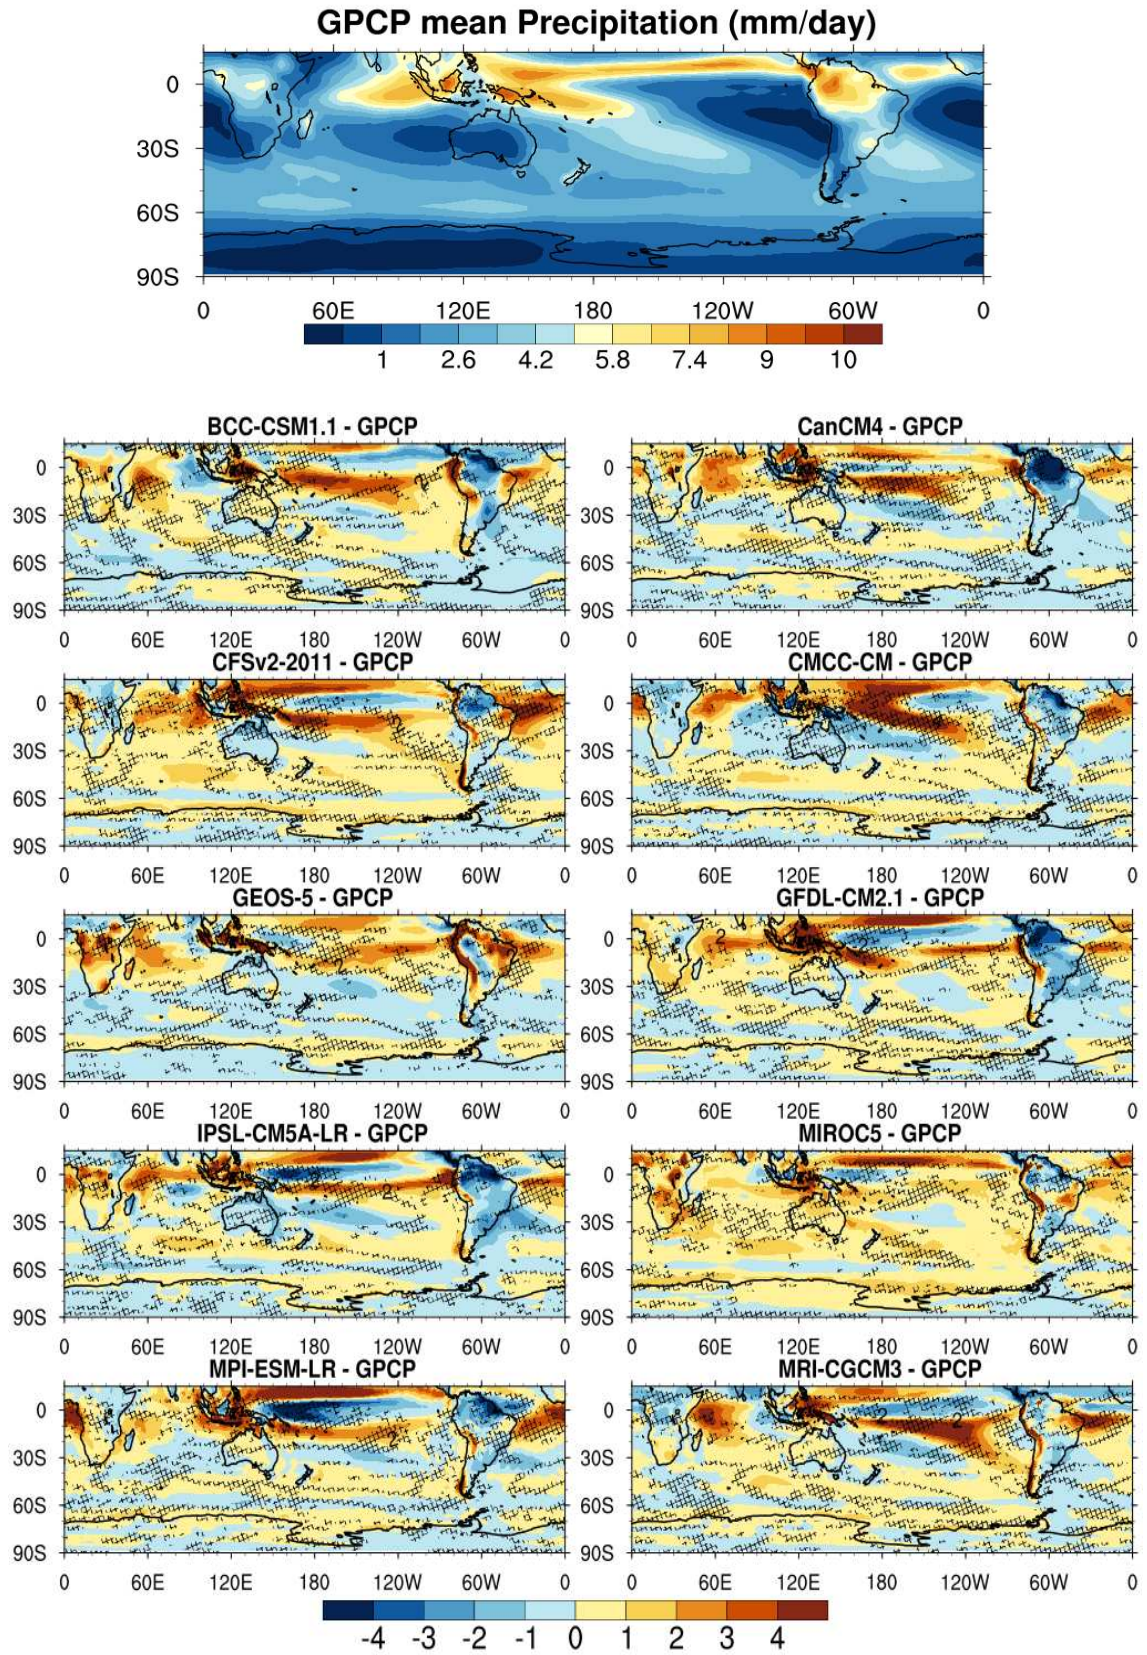 GPCP mean Precipitation (mm/day)
0
30S
60S
90S
0 60E 120E 180 120W 60W 0
1 2.6 4.2 5.8 7.4 9 10
BCC-CSM1.1 - GPCP CanCM4 - GPCP
0 0
30S 30S
60S 60S
90S 90S
0 60E 120E 180 120W 60W 0 0 60E 120E 180 120W 60W 0
CFSv2-2011 - GPCP CMCC-CM - GPCP
0 0
30S 30S
60S 60S
90S 90S
0 60E 120E 180 120W 60W 0 0 60E 120E 180 120W 60W 0
GEOS-5 - GPCP GFDL-CM2.1 - GPCP
0 0
30S 30S
60S 60S
90S 90S
0 60E 120E 180 120W 60W 0 0 60E 120E 180 120W 60W 0
IPSL-CM5A-LR - GPCP MIROC5 - GPCP
0 0
30S 30S
60S 60S
90S 90S
0 60E 120E 180 120W 60W 0 0 60E 120E 180 120W 60W 0
MPI-ESM-LR - GPCP MRI-CGCM3 - GPCP
0 0
30S 30S
60S 60S
90S 90S
0 60E 120E 180 120W 60W 0 0 60E 120E 180 120W 60W 0
-4 -3 -2 -1 0 1 2 3 4